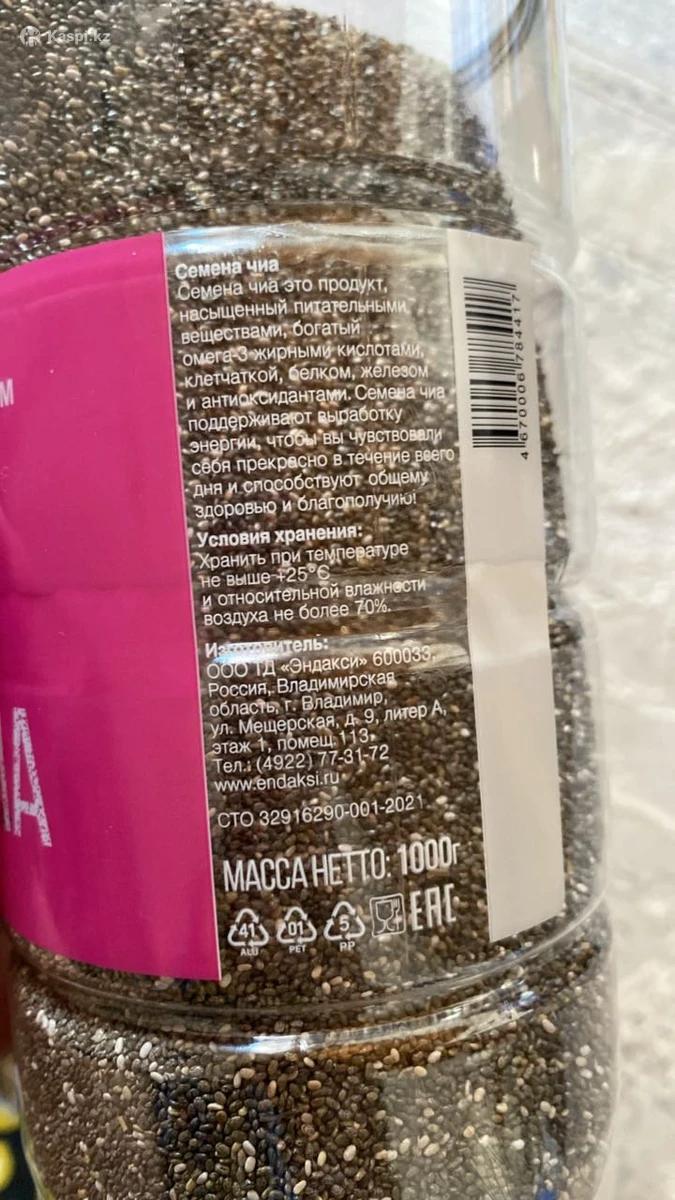 Kaspi.kz
М
ИА
Семена чиа
Семена чиа это продукт,
насыщенный питательными
веществами, богатый
омега-3 жирными кислотами,
клетчаткой, белком, железом
и антиоксидантами. Семена чиа
поддерживают выработку
энергии, чтобы вы чувствовали
себя прекрасно в течение всего
дня и способствуют общему
здоровью и благополучию!
Условия хранения:
Хранить при температуре
не выше +25°С
и относительной влажности
воздуха не более 70%.
Изготовитель:
ООО ТД «Эндакси» 600033,
Россия, Владимирская
область, г. Владимир,
ул. Мещерская, д. 9, литер А,
этаж 1, помещ.113.
Тел.: (4922) 77-31-72
www.endaksi.ru
СТО 32916290-001-2021
МАССА НЕТТО: 1000г
41 01 5 EAC
ALU PET PP
4 670006 784417